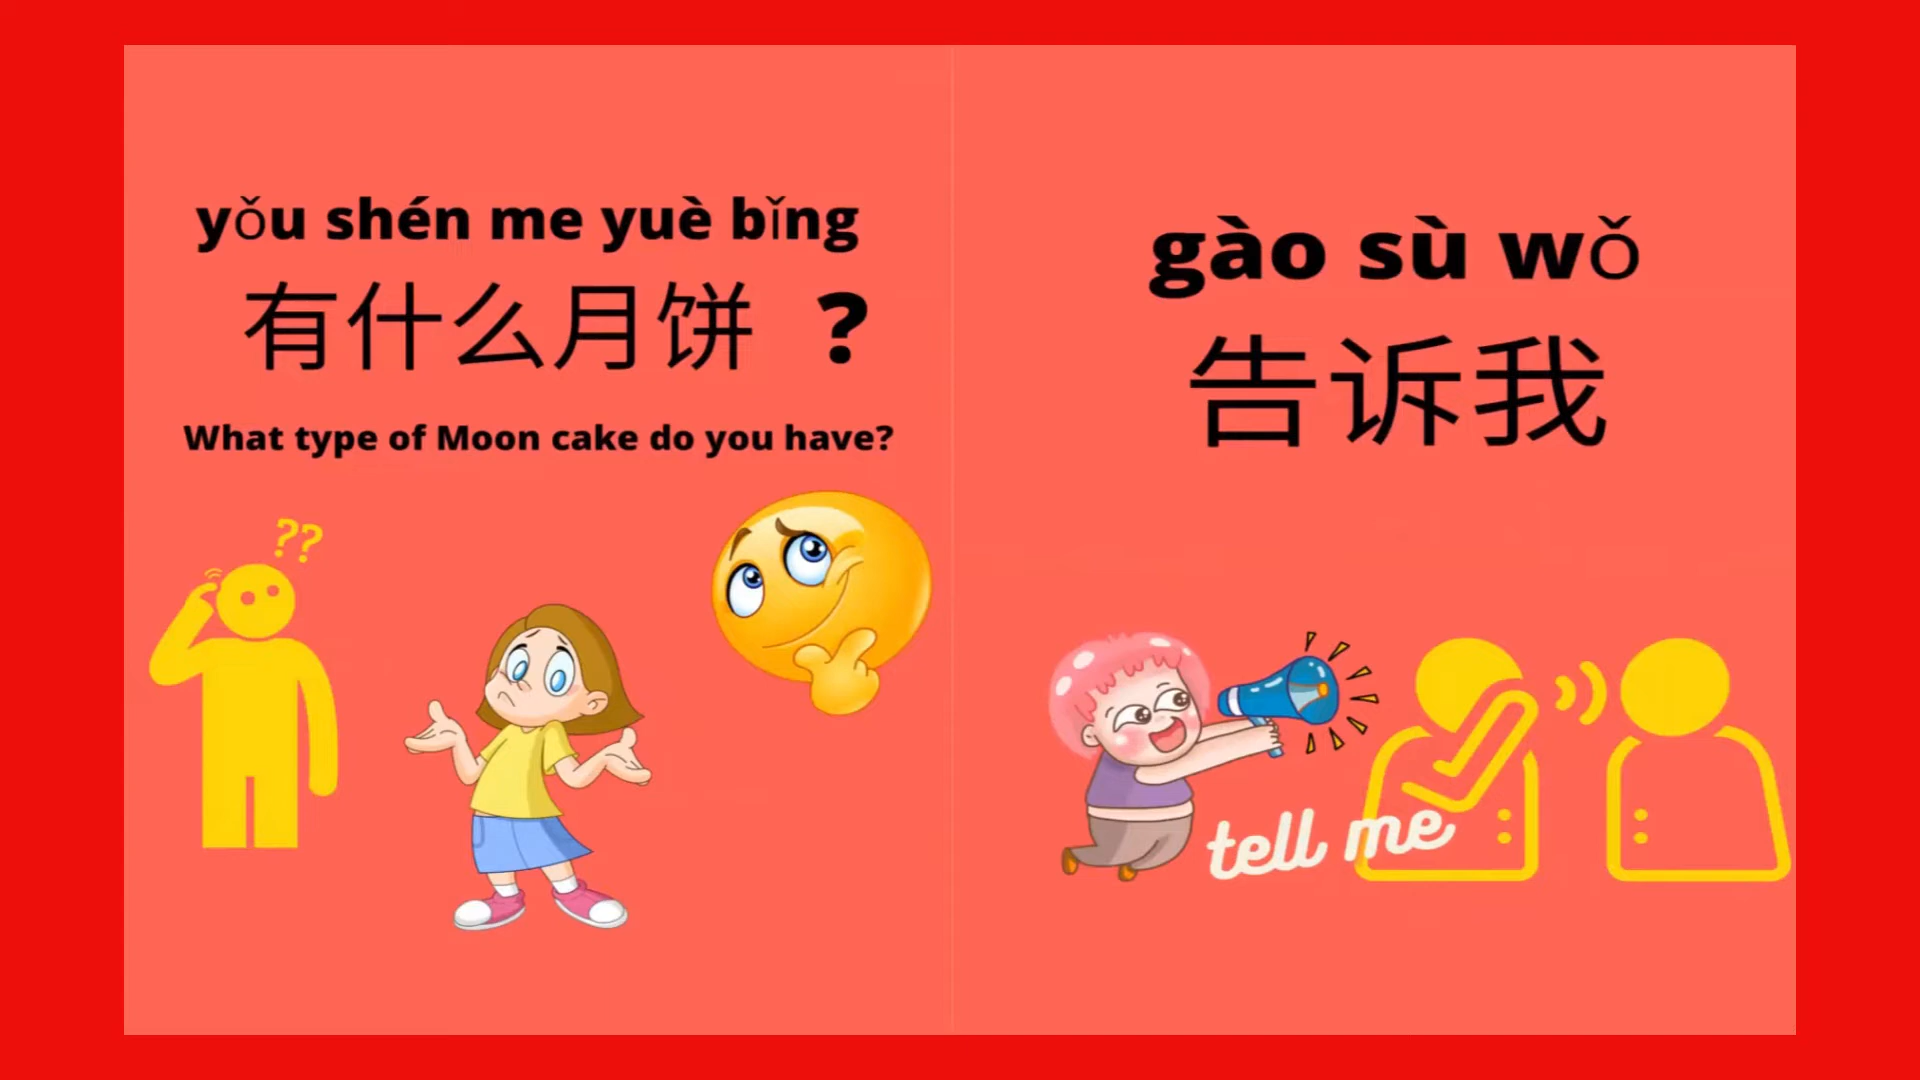 yǒu shén me yuè bǐng
有什么月饼 ?
What type of Moon cake do you have?
??
gào sù wǒ
告诉我
tell me